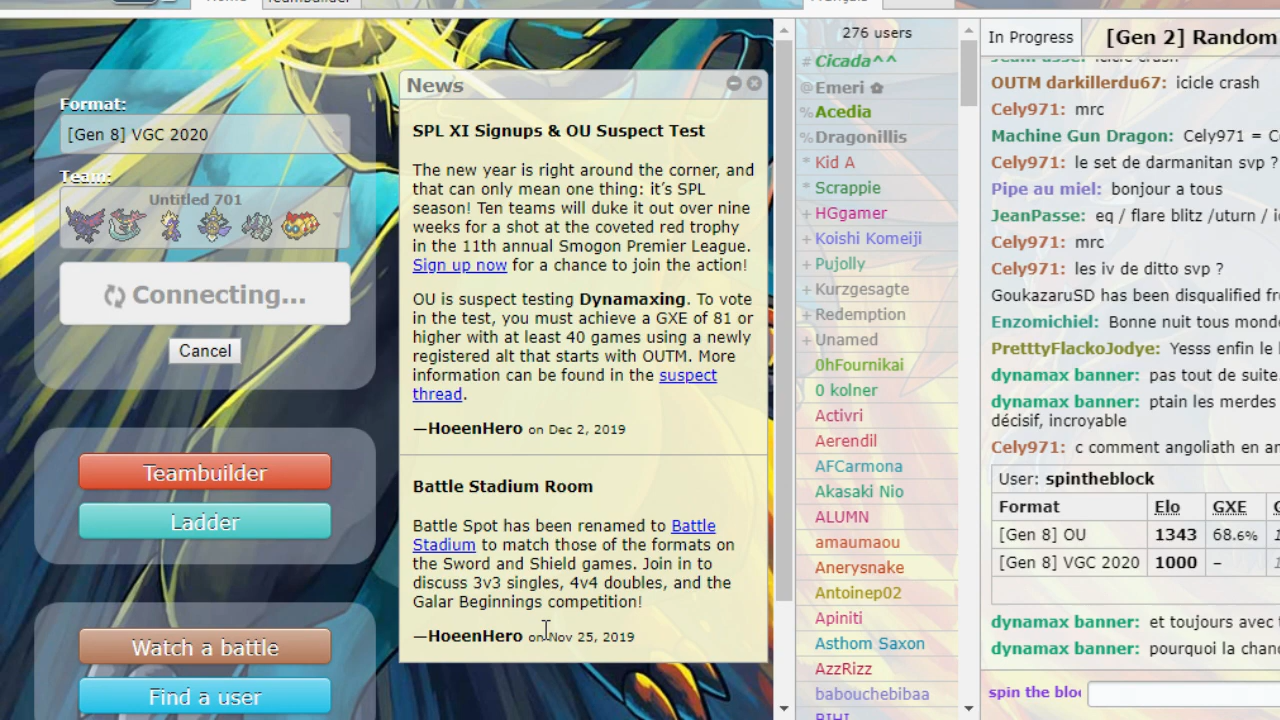 Home
Teambuilder
Français
Format:
[Gen 8] VGC 2020
Team:
Untitled 701
Connecting...
Cancel
Teambuilder
Ladder
Watch a battle
Find a user
News
SPL XI Signups & OU Suspect Test
The new year is right around the corner, and
that can only mean one thing: it's SPL
season! Ten teams will duke it out over nine
weeks for a shot at the coveted red trophy
in the 11th annual Smogon Premier League.
Sign up now for a chance to join the action!
OU is suspect testing Dynamaxing. To vote
in the test, you must achieve a GXE of 81 or
higher with at least 40 games using a newly
registered alt that starts with OUTM. More
information can be found in the suspect
thread.
—HoeenHero on Dec 2, 2019
Battle Stadium Room
Battle Spot has been renamed to Battle
Stadium to match those of the formats on
the Sword and Shield games. Join in to
discuss 3v3 singles, 4v4 doubles, and the
Galar Beginnings competition!
—HoeenHero on Nov 25, 2019
276 users
#Cicada^^
@Emeri ✿
%Acedia
%Dragonillis
*Kid A
*Scrappie
+HGgamer
+Koishi Komeiji
+Pujolly
+Kurzgesagte
+Redemption
+Unamed
0hFournikai
0 kolner
Activri
Aerendil
AFCarmona
Akasaki Nio
ALUMN
amaumaou
Anerysnake
Antoinep02
Apiniti
Asthom Saxon
AzzRizz
babouchebibaa
BIHI
In Progress
[Gen 2] Random
JeanPasse: icicle crash
OUTM darkillerdu67: icicle crash
Cely971: mrc
Machine Gun Dragon: Cely971 = C
Cely971: le set de darmanitan svp ?
Pipe au miel: bonjour a tous
JeanPasse: eq / flare blitz /uturn / i
Cely971: mrc
Cely971: les iv de ditto svp ?
GoukazaruSD has been disqualified fr
Enzomichiel: Bonne nuit tous mond
PretttyFlackoJodye: Yesss enfin le
dynamax banner: pas tout de suite
dynamax banner: ptain les merdes
décisif, incroyable
Cely971: c comment angoliath en an
User: spintheblock
Format Elo GXE
[Gen 8] OU 1343 68.6%
[Gen 8] VGC 2020 1000 –
dynamax banner: et toujours avec
dynamax banner: pourquoi la chan
spin the blo